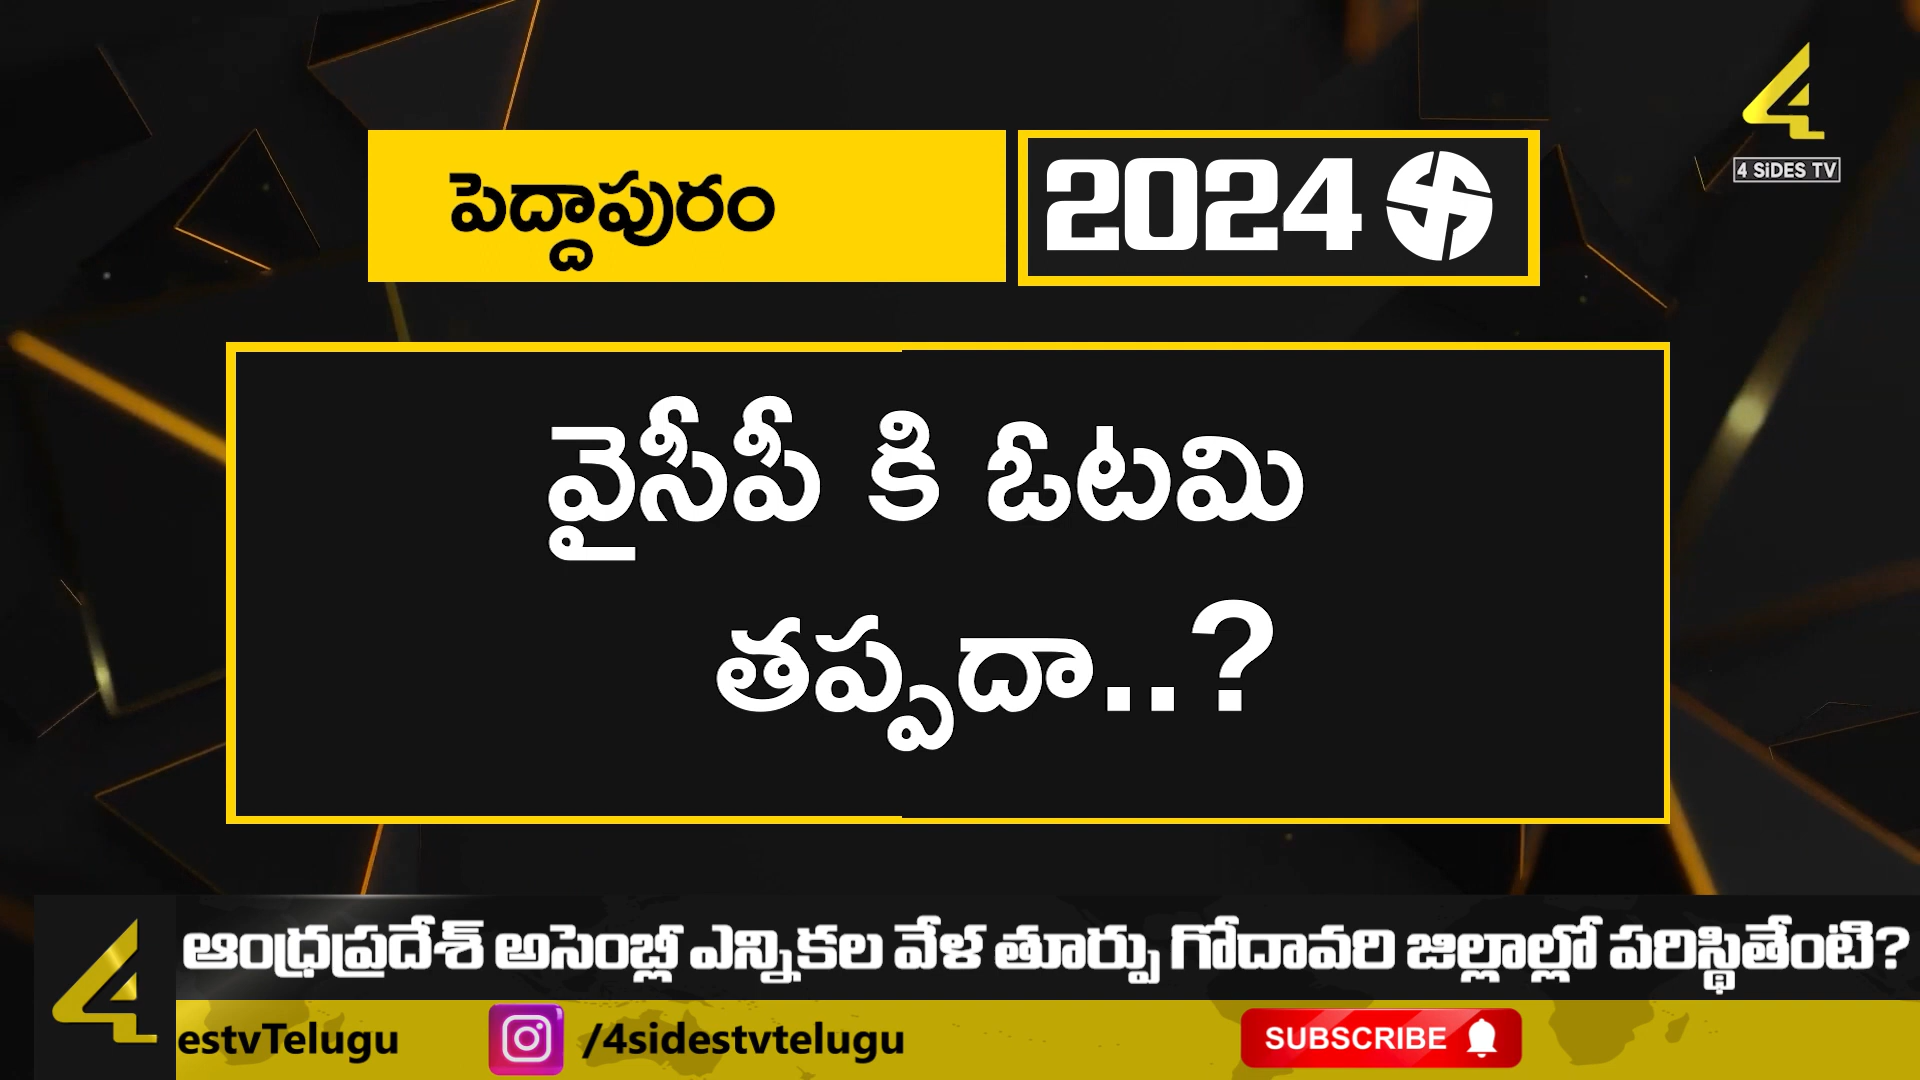 4 SiDES TV
పెద్దాపురం
2024
వైసీపీ కి ఓటమి
తప్పదా..?
ఆంధ్రప్రదేశ్ అసెంబ్లీ ఎన్నికల వేళ తూర్పు గోదావరి జిల్లాల్లో పరిస్థితేంటి?
estvTelugu /4sidestvtelugu SUBSCRIBE